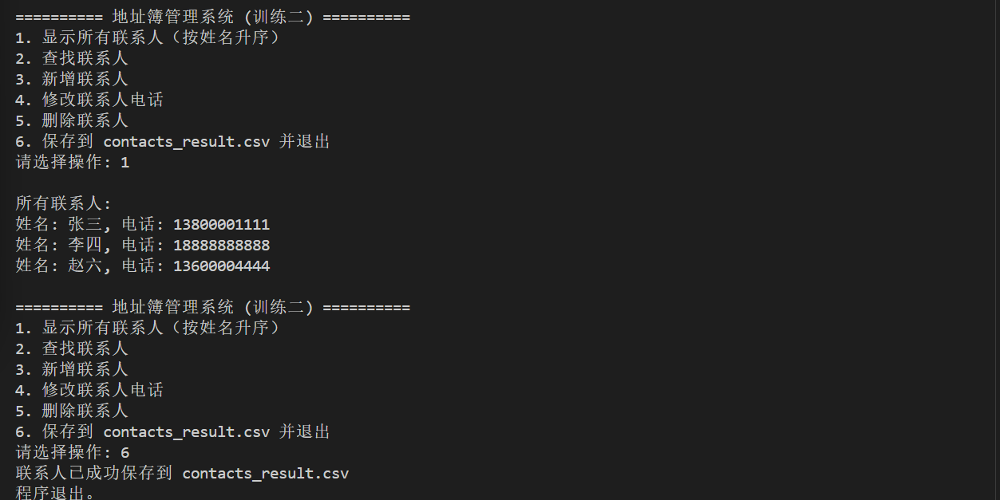 ========== 地址簿管理系统 (训练二) ==========
1. 显示所有联系人（按姓名升序）
2. 查找联系人
3. 新增联系人
4. 修改联系人电话
5. 删除联系人
6. 保存到 contacts_result.csv 并退出
请选择操作: 1
所有联系人:
姓名: 张三, 电话: 13800001111
姓名: 李四, 电话: 18888888888
姓名: 赵六, 电话: 13600004444
========== 地址簿管理系统 (训练二) ==========
1. 显示所有联系人（按姓名升序）
2. 查找联系人
3. 新增联系人
4. 修改联系人电话
5. 删除联系人
6. 保存到 contacts_result.csv 并退出
请选择操作: 6
联系人已成功保存到 contacts_result.csv
程序退出。